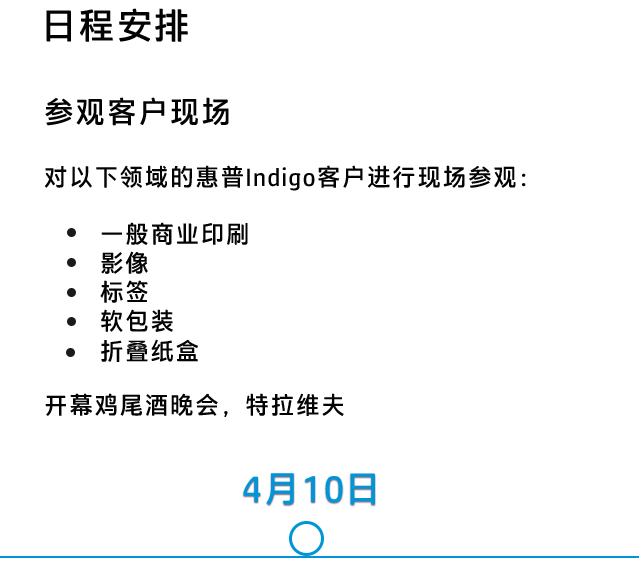 日程安排
参观客户现场
对以下领域的惠普Indigo客户进行现场参观：
• 一般商业印刷
• 影像
• 标签
• 软包装
• 折叠纸盒
开幕鸡尾酒晚会，特拉维夫
4月10日